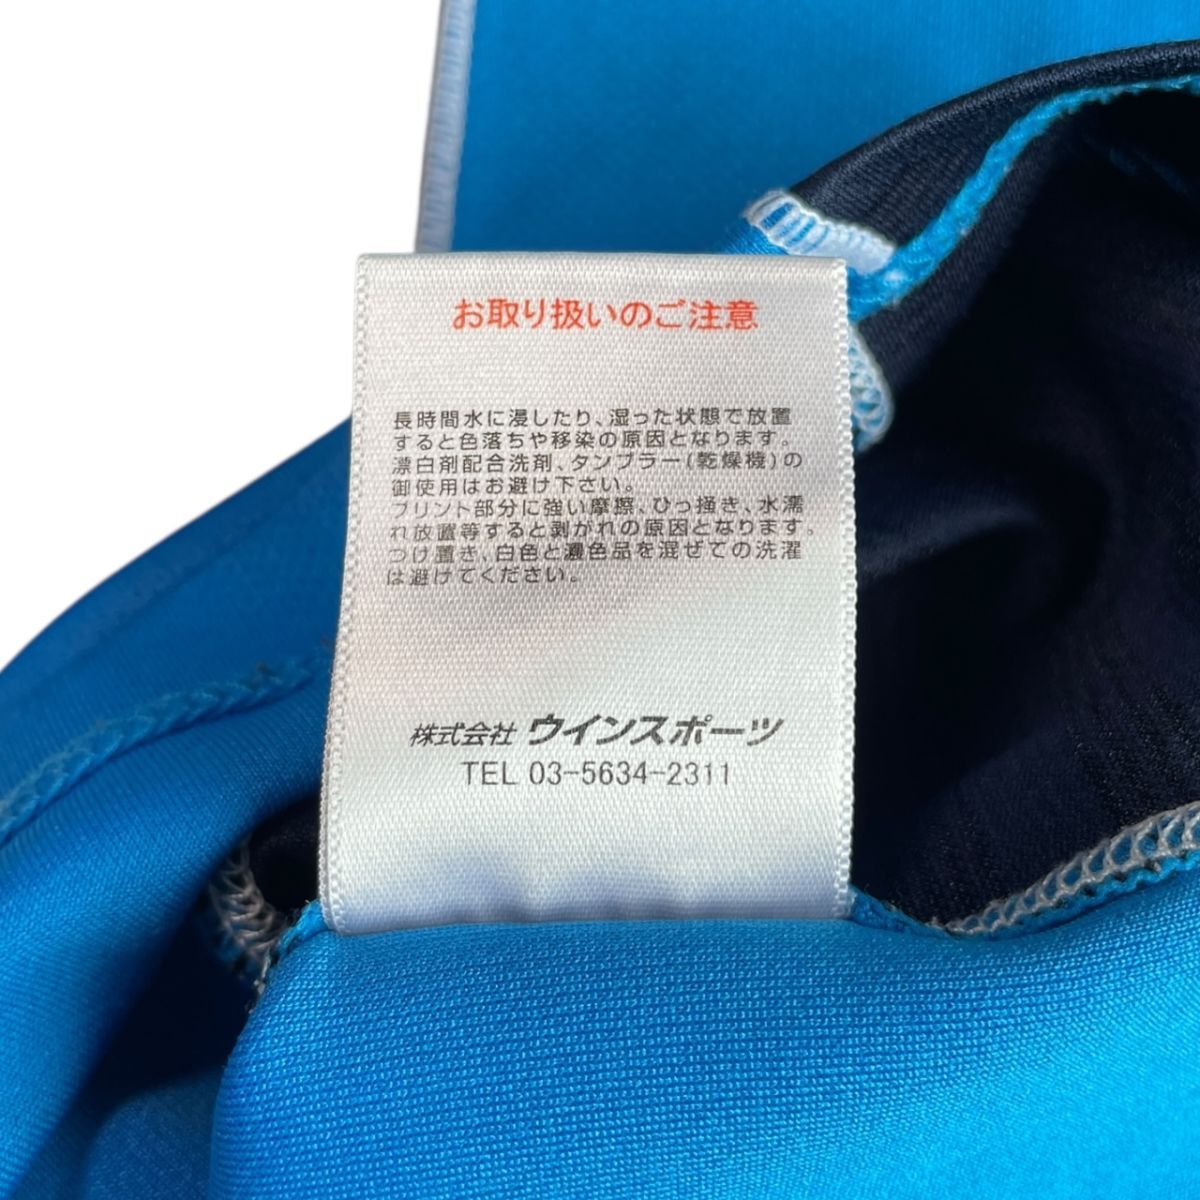 お取り扱いのご注意
長時間水に浸したり、湿った状態で放置
すると色落ちや移染の原因となります。
漂白剤配合洗剤、タンブラー(乾燥機)の
御使用はお避け下さい。
プリント部分に強い摩擦、ひっ掻き、水濡
れ放置等すると剥がれの原因となります。
つけ置き、白色と濃色品を混ぜての洗濯
は避けてください。
株式会社 ウインスポーツ
TEL 03-5634-2311